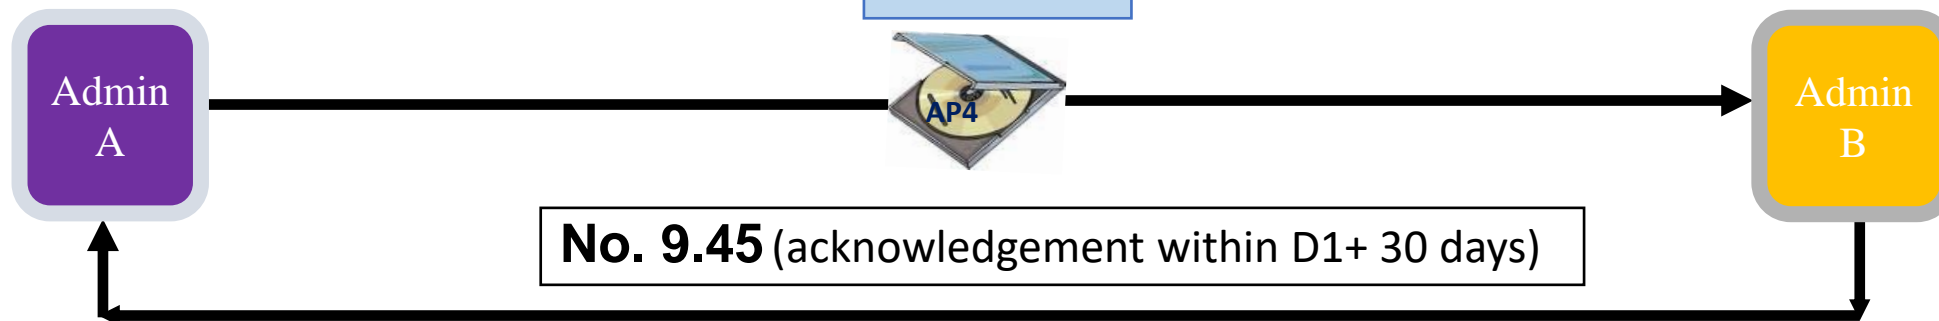 Admin
A
AP4
Admin
B
No. 9.45 (acknowledgement within D1+ 30 days)